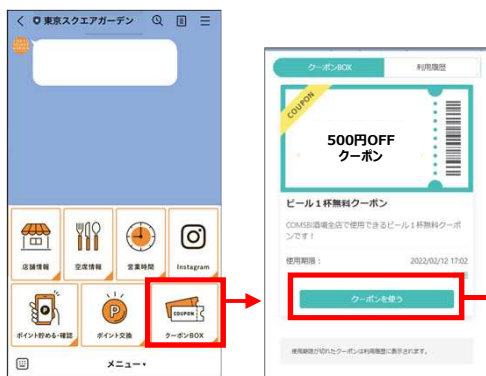 東京スクエアガーデン
店舗情報
空席情報
営業時間
Instagram
ポイント貯める・確認
ポイント交換
COUPON
クーポンBOX
メニュー
クーポンBOX
利用履歴
COUPON
500円OFF
クーポン
ビール1杯無料クーポン
COMSBI酒場全店で使用できるビール1杯無料クーポ
ンです！
使用期限：
2022/02/12 17:02
クーポンを使う
使用期限が切れたクーポンは利用履歴に表示されます。